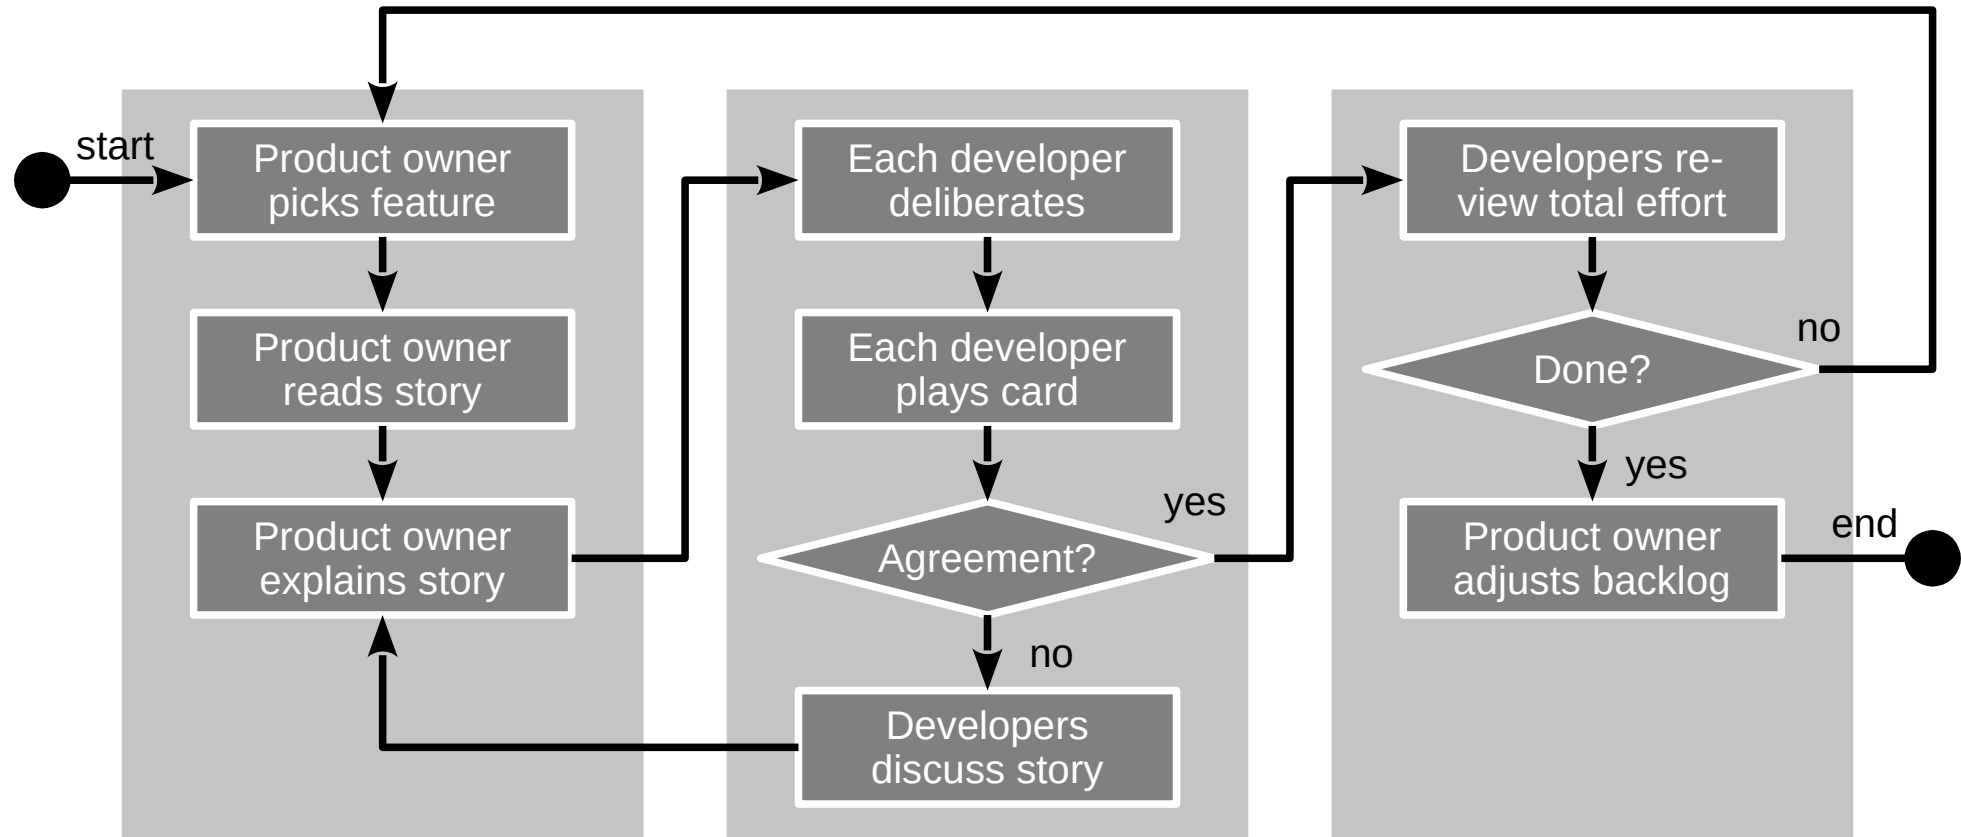 start
Product owner
picks feature
Product owner
reads story
Product owner
explains story
Each developer
deliberates
Each developer
plays card
Agreement?
yes
no
Developers
discuss story
Developers re-
view total effort
Done?
no
yes
Product owner
adjusts backlog
end